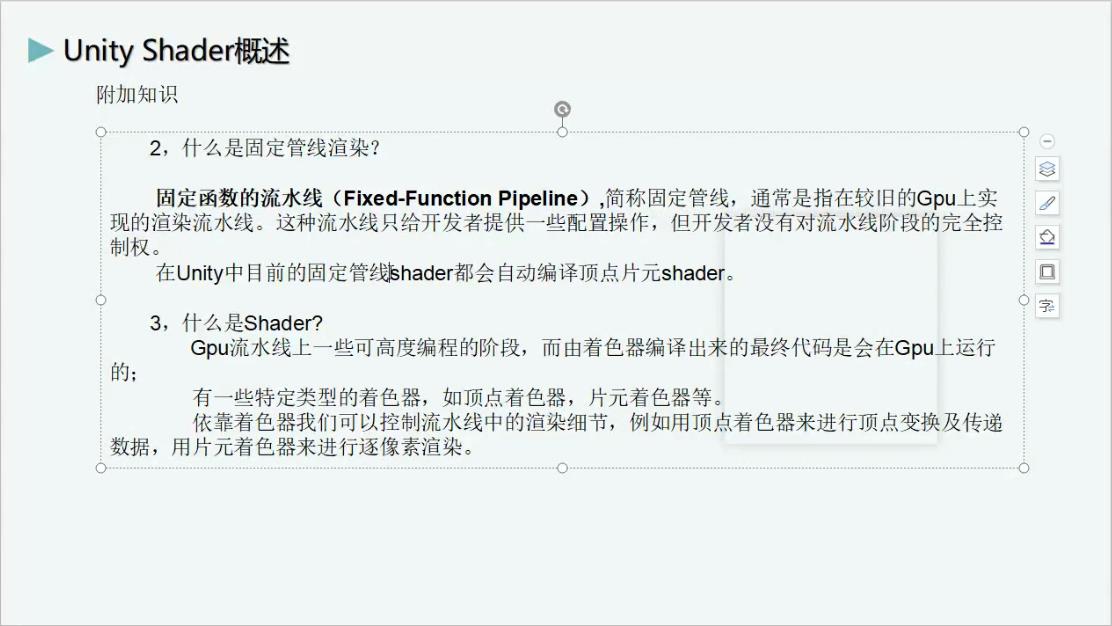 Unity Shader概述
附加知识
2，什么是固定管线渲染？
固定函数的流水线（Fixed-Function Pipeline）,简称固定管线，通常是指在较旧的Gpu上实
现的渲染流水线。这种流水线只给开发者提供一些配置操作，但开发者没有对流水线阶段的完全控
制权。
在Unity中目前的固定管线shader都会自动编译顶点片元shader。
3，什么是Shader?
Gpu流水线上一些可高度编程的阶段，而由着色器编译出来的最终代码是会在Gpu上运行
的；
有一些特定类型的着色器，如顶点着色器，片元着色器等。
依靠着色器我们可以控制流水线中的渲染细节，例如用顶点着色器来进行顶点变换及传递
数据，用片元着色器来进行逐像素渲染。
字